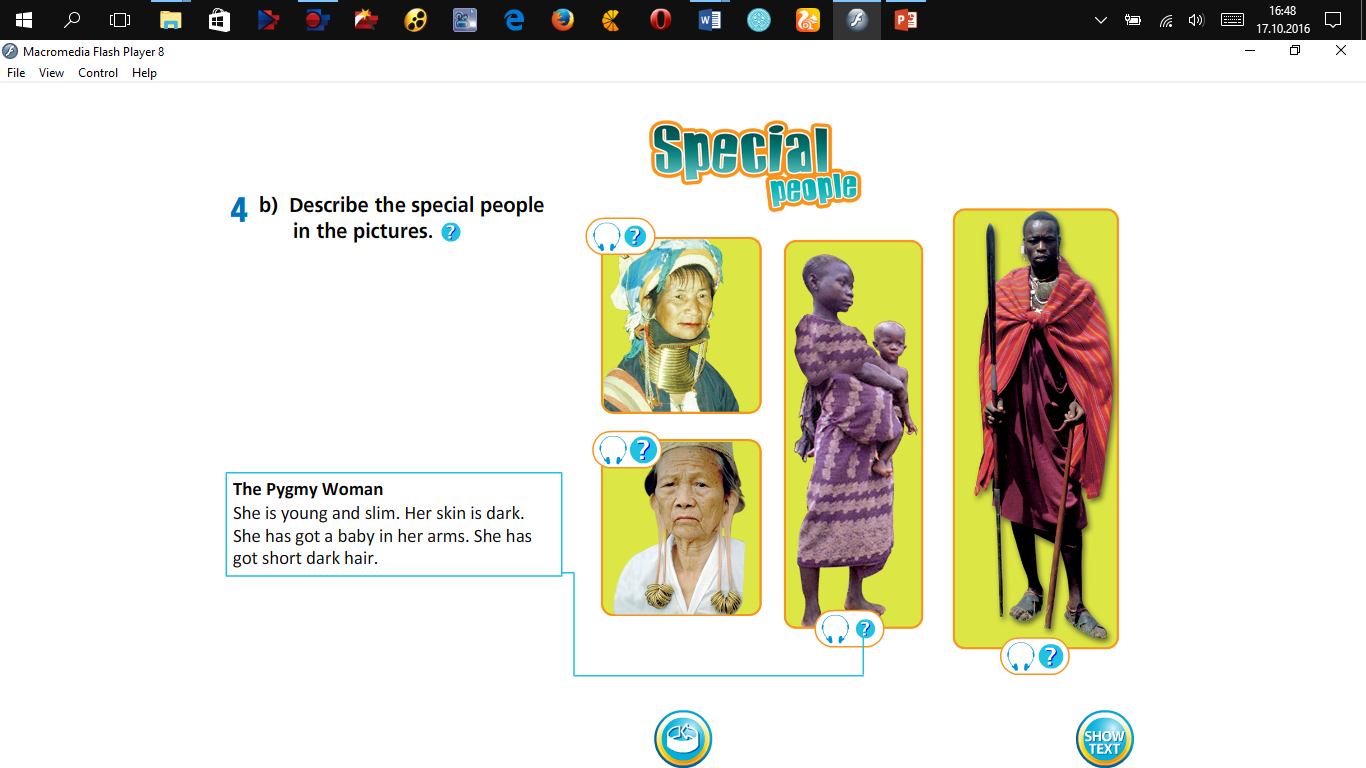 16:48
17.10.2016
Macromedia Flash Player 8
File View Control Help
Special
people
4 b) Describe the special people
in the pictures. ?
?
?
The Pygmy Woman
She is young and slim. Her skin is dark.
She has got a baby in her arms. She has
got short dark hair.
?
?
SHOW
TEXT